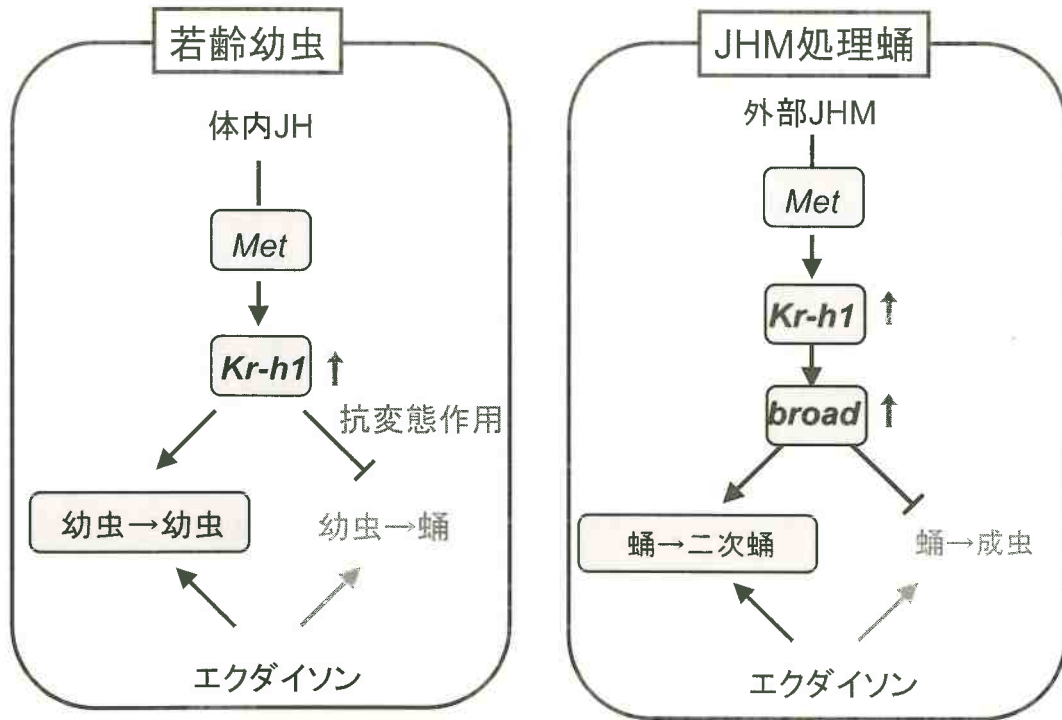 若齢幼虫
体内JH
Met
Kr-h1 ↑
抗変態作用
幼虫→幼虫
幼虫→蛹
エクダイソン
JHM処理蛹
外部JHM
Met
Kr-h1 ↑
broad ↑
蛹→二次蛹
蛹→成虫
エクダイソン